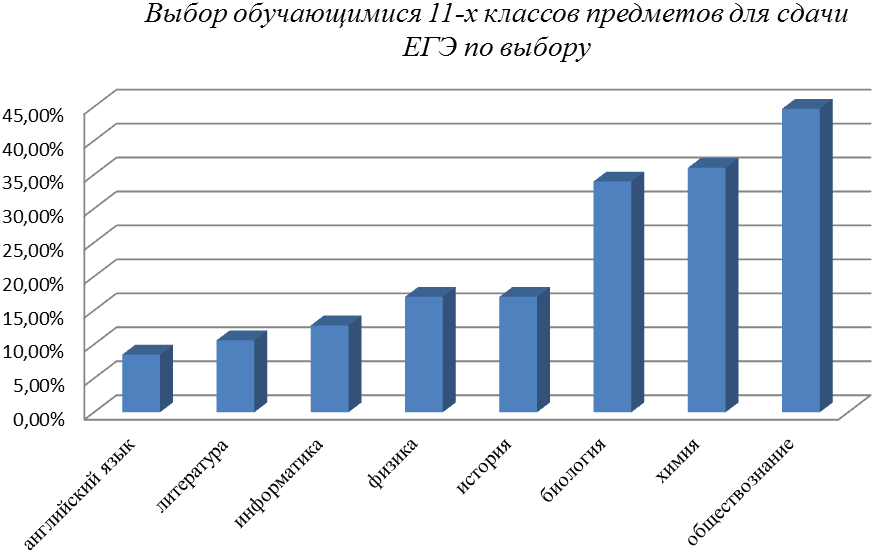 Выбор обучающимися 11-х классов предметов для сдачи
ЕГЭ по выбору
45,00%
40,00%
35,00%
30,00%
25,00%
20,00%
15,00%
10,00%
5,00%
0,00%
английский язык
литература
информатика
физика
история
биология
химия
обществознание